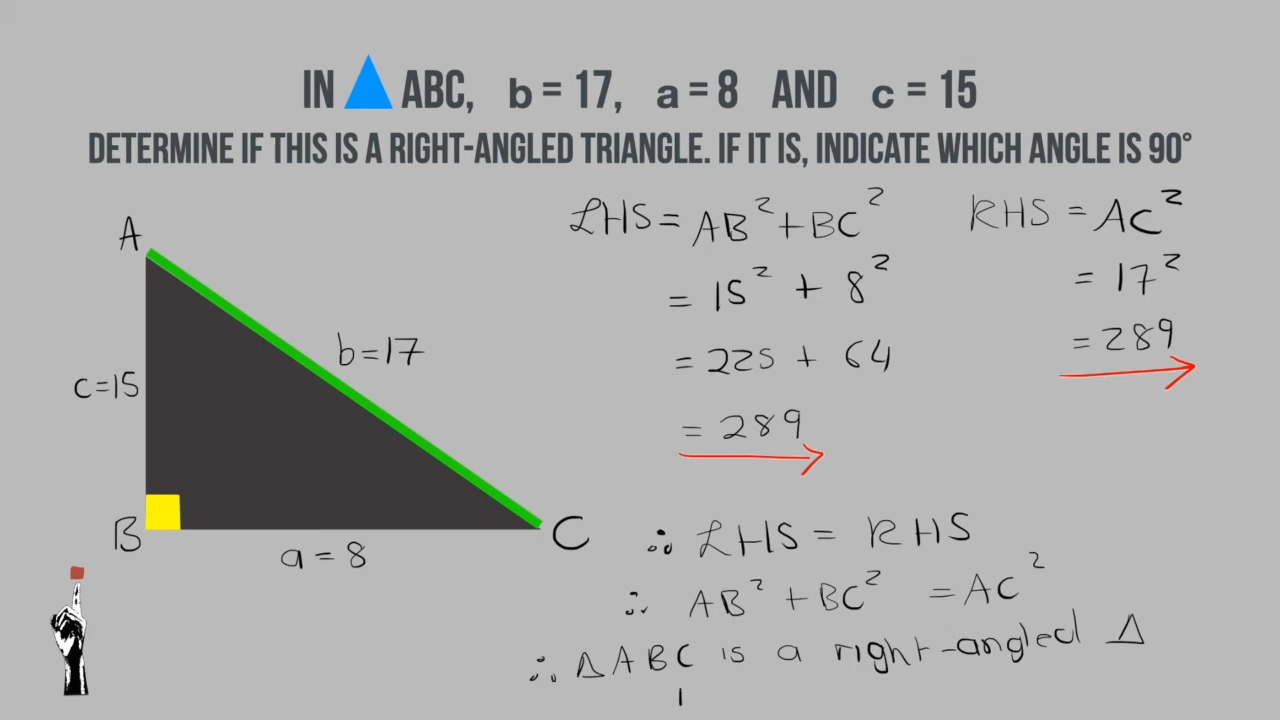 IN ABC, b = 17, a = 8 AND c = 15
DETERMINE IF THIS IS A RIGHT-ANGLED TRIANGLE. IF IT IS, INDICATE WHICH ANGLE IS 90°
A
b=17
c=15
B
C
a = 8
LHS = AB² + BC²
= 15² + 8²
= 225 + 64
= 289
RHS = AC²
= 17²
= 289
∴ LHS = RHS
∴ AB² + BC² = AC²
∴ ΔABC is a right-angled Δ